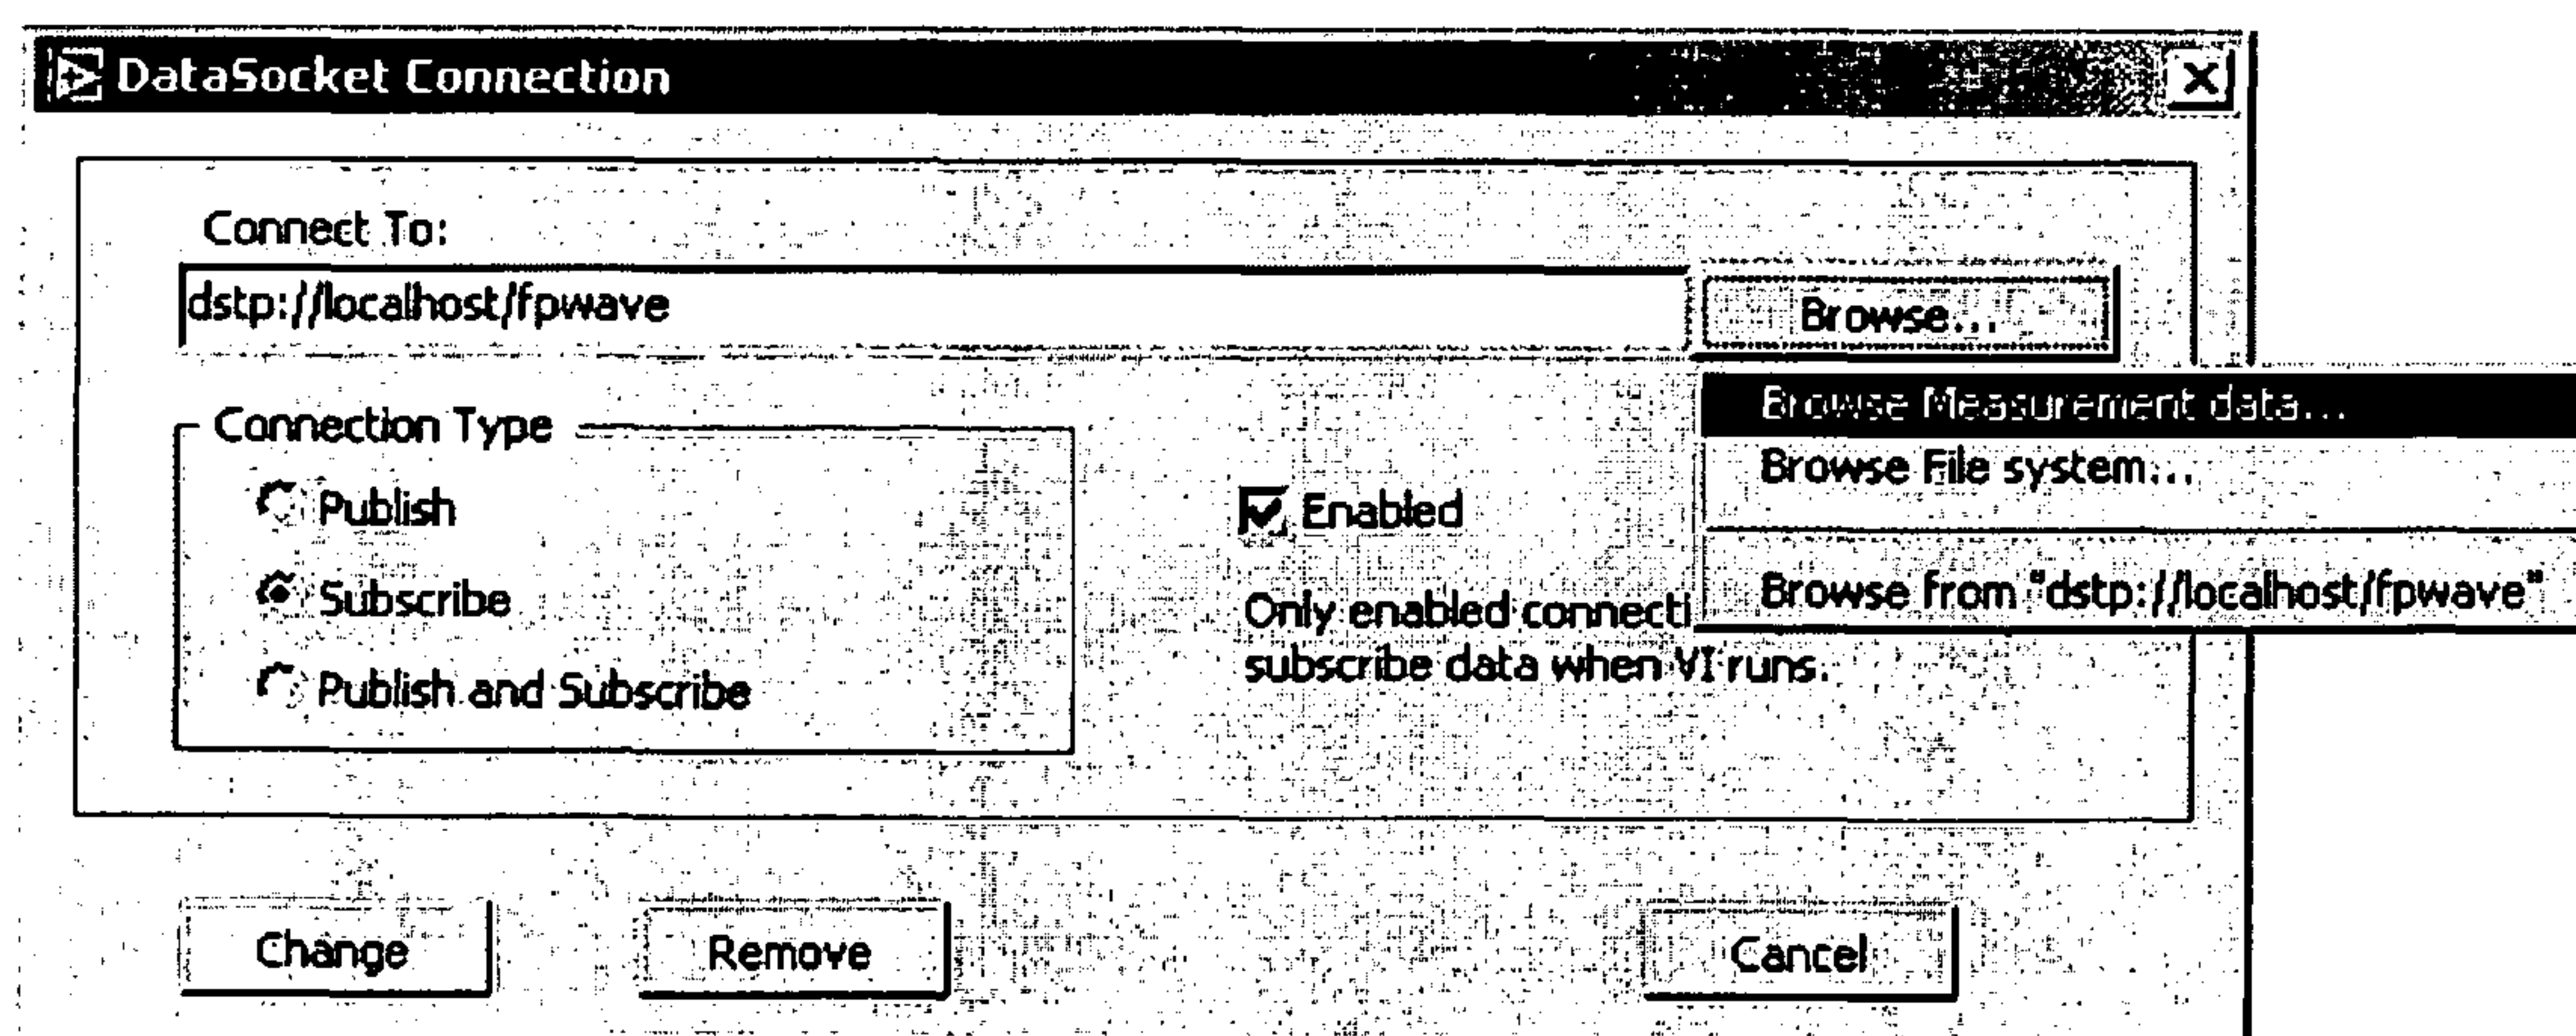 DataSocket Connection
Connect To:
dstp://localhost/fpwave
Browse...
Browse Measurement data...
Browse File system...
Browse from "dstp://localhost/fpwave"
Connection Type
Publish
Subscribe
Publish and Subscribe
Enabled
Only enabled connecti
subscribe data when VI runs.
Change
Remove
Cancel